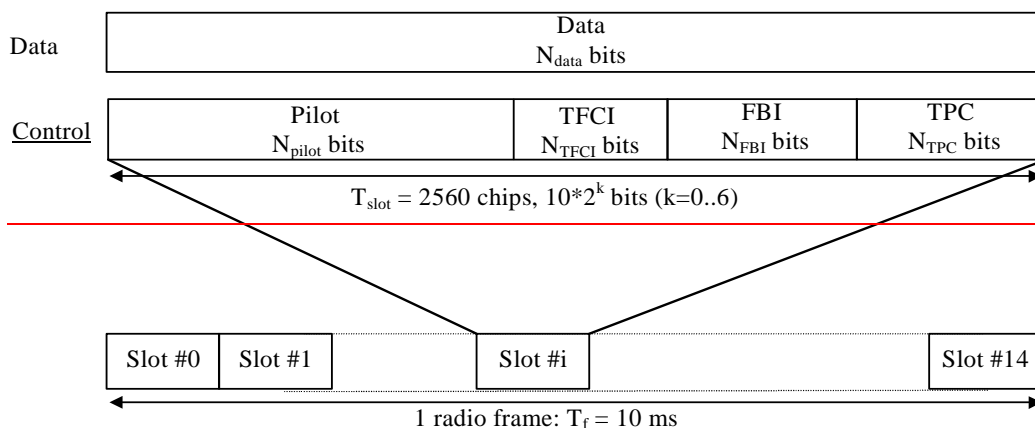 Data
Data
N_data bits
Control
Pilot
N_pilot bits
TFCI
N_TFCI bits
FBI
N_FBI bits
TPC
N_TPC bits
T_slot = 2560 chips, 10*2^k bits (k=0..6)
Slot #0
Slot #1
Slot #i
Slot #14
1 radio frame: T_f = 10 ms